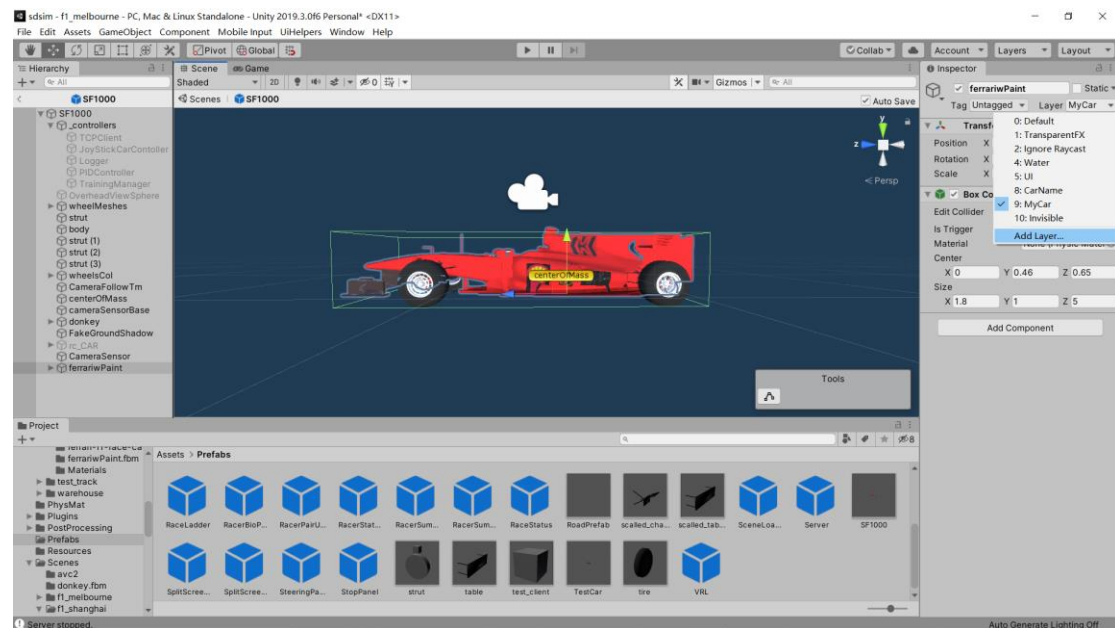 sdsim - f1_melbourne - PC, Mac & Linux Standalone - Unity 2019.3.0f6 Personal* <DX11>
File Edit Assets GameObject Component Mobile Input UiHelpers Window Help
Pivot Global Collab Account Layers Layout
Hierarchy
All
SF1000
SF1000
_controllers
TCPClient
JoyStickCarContoller
Logger
PIDController
TrainingManager
OverheadViewSphere
wheelMeshes
strut
body
strut (1)
strut (2)
strut (3)
wheelsCol
CameraFollowTm
centerOfMass
cameraSensorBase
donkey
FakeGroundShadow
rc_CAR
CameraSensor
ferrariwPaint
Scene Game
Shaded 2D 0 Gizmos All
Scenes SF1000 Auto Save
y
z
< Persp
centerOfMass
Tools
Inspector
ferrariwPaint Static
Tag Untagged Layer MyCar
0: Default
1: TransparentFX
2: Ignore Raycast
4: Water
5: UI
8: CarName
9: MyCar
10: Invisible
Add Layer...
Transf
Position X
Rotation X
Scale X
Box Co
Edit Collider
Is Trigger
Material
Center
X 0 Y 0.46 Z 0.65
Size
X 1.8 Y 1 Z 5
Add Component
Project
8
ferrariwPaint.fbm
Materials
test_track
warehouse
PhysMat
Plugins
PostProcessing
Prefabs
Resources
Scenes
avc2
donkey.fbm
f1_melbourne
f1_shanghai
Assets > Prefabs
RaceLadder RacerBioP... RacerPairU... RacerStat... RacerSum... RacerSum... RaceStatus RoadPrefab scalled_cha... scalled_tab... SceneLoa... Server SF1000
SplitScree... SplitScree... SteeringPa... StopPanel strut table test_client TestCar tire VRL
Server stopped. Auto Generate Lighting Off